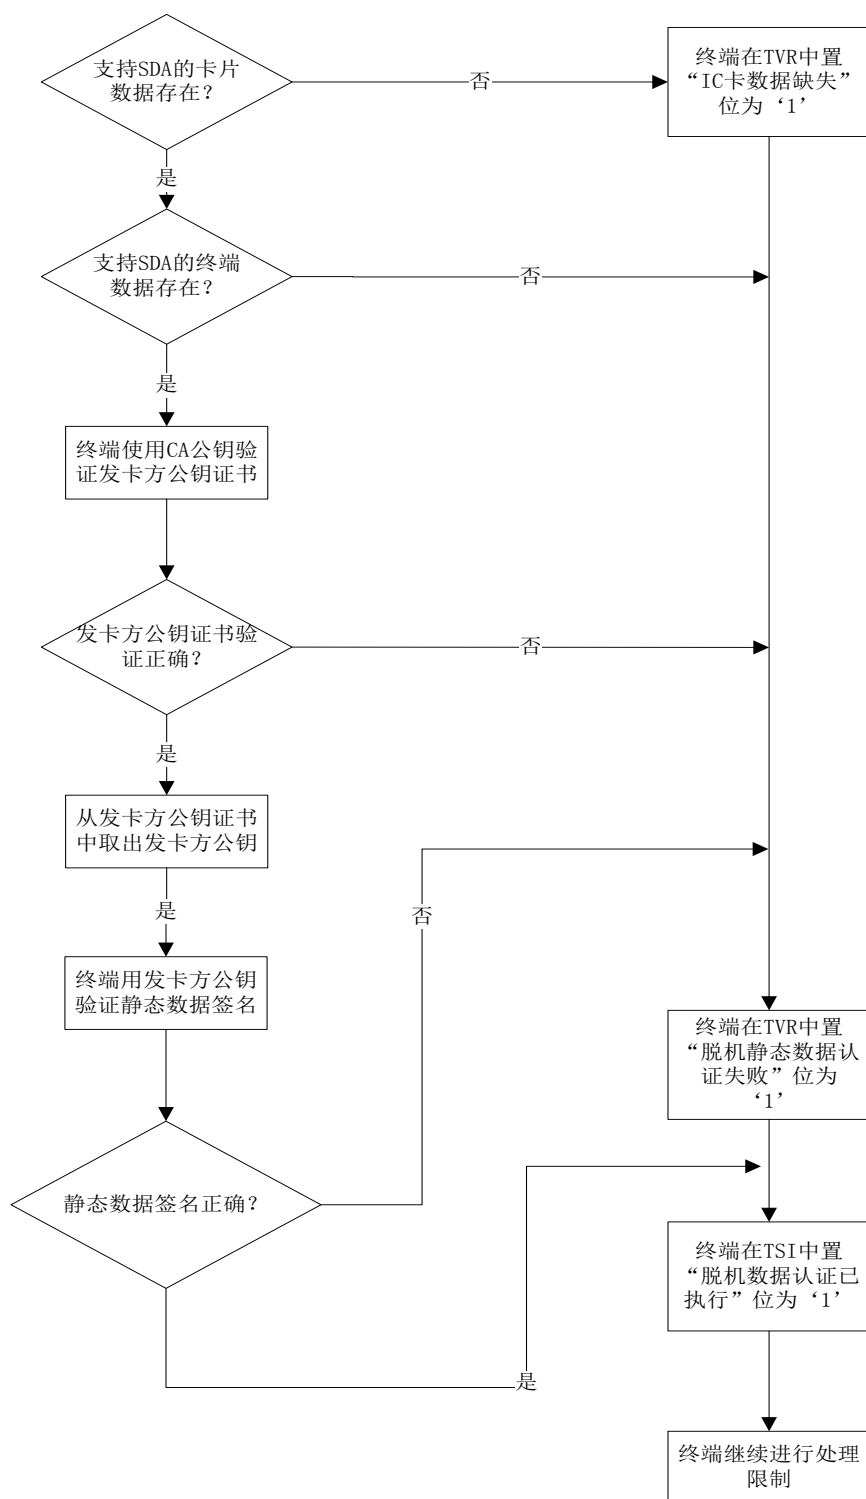 支持SDA的卡片
数据存在？
否
终端在TVR中置
“IC卡数据缺失”
位为‘1’
是
支持SDA的终端
数据存在？
否
是
终端使用CA公钥验
证发卡方公钥证书
发卡方公钥证书验
证正确？
否
是
从发卡方公钥证书
中取出发卡方公钥
否
是
终端用发卡方公钥
验证静态数据签名
终端在TVR中置
“脱机静态数据认
证失败”位为
‘1’
静态数据签名正确？
终端在TSI中置
“脱机数据认证已
执行”位为‘1’
是
终端继续进行处理
限制